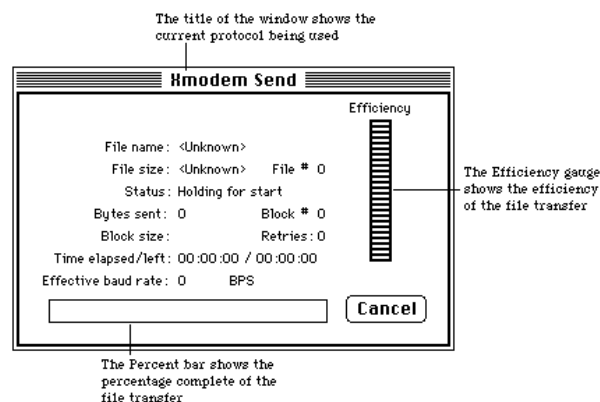 The title of the window shows the
current protocol being used
Xmodem Send
Efficiency
File name: <Unknown>
File size: <Unknown> File # 0
Status: Holding for start
Bytes sent: 0 Block # 0
Block size: Retries: 0
Time elapsed/left: 00:00:00 / 00:00:00
Effective baud rate: 0 BPS
Cancel
The Efficiency gauge
shows the efficiency
of the file transfer
The Percent bar shows the
percentage complete of the
file transfer